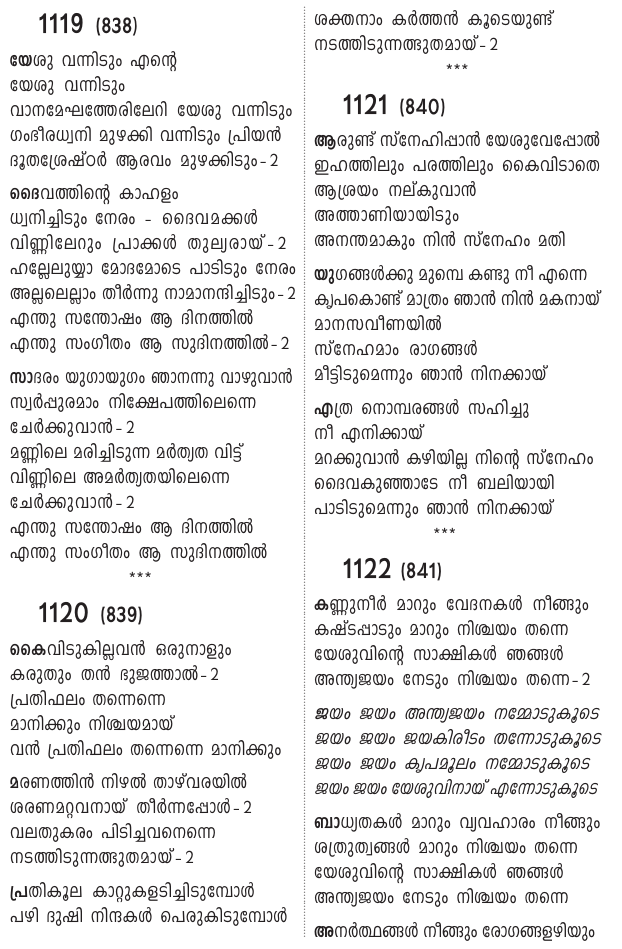 1119 (838)
യേശു വന്നിടും എന്റെ
യേശു വന്നിടും
വാനമേഘത്തേരിലേറി യേശു വന്നിടും
ഗംഭീരധ്വനി മുഴക്കി വന്നിടും പ്രിയൻ
ദൂതശ്രേഷ്ഠർ ആരവം മുഴക്കിടും-2
ദൈവത്തിന്റെ കാഹളം
ധ്വനിച്ചിടും നേരം - ദൈവമക്കൾ
വിണ്ണിലേറും പ്രാക്കൾ തുല്യരായ്-2
ഹല്ലേലുയ്യാ മോദമോടെ പാടിടും നേരം
അല്ലലെല്ലാം തീർന്നു നാമാനന്ദിച്ചിടും-2
എന്തു സന്തോഷം ആ ദിനത്തിൽ
എന്തു സംഗീതം ആ സുദിനത്തിൽ-2
സാദരം യുഗായുഗം ഞാനന്നു വാഴുവാൻ
സ്വർപ്പുരമാം നിക്ഷേപത്തിലെന്നെ
ചേർക്കുവാൻ-2
മണ്ണിലെ മരിച്ചിടുന്ന മർത്യത വിട്ട്
വിണ്ണിലെ അമർത്യതയിലെന്നെ
ചേർക്കുവാൻ-2
എന്തു സന്തോഷം ആ ദിനത്തിൽ
എന്തു സംഗീതം ആ സുദിനത്തിൽ
***
1120 (839)
കൈവിടുകില്ലവൻ ഒരുനാളും
കരുതും തൻ ഭുജത്താൽ-2
പ്രതിഫലം തന്നെന്നെ
മാനിക്കും നിശ്ചയമായ്
വൻ പ്രതിഫലം തന്നെന്നെ മാനിക്കും
മരണത്തിൻ നിഴൽ താഴ്‌വരയിൽ
ശരണമറ്റവനായ് തീർന്നപ്പോൾ-2
വലതുകരം പിടിച്ചവനെന്നെ
നടത്തിടുന്നത്ഭുതമായ്-2
പ്രതികൂല കാറ്റുകളടിച്ചിടുമ്പോൾ
പഴി ദുഷി നിന്ദകൾ പെരുകിടുമ്പോൾ
ശക്തനാം കർത്തൻ കൂടെയുണ്ട്
നടത്തിടുന്നത്ഭുതമായ്-2
***
1121 (840)
ആരുണ്ട് സ്നേഹിപ്പാൻ യേശുവേപ്പോൽ
ഇഹത്തിലും പരത്തിലും കൈവിടാതെ
ആശ്രയം നല്കുവാൻ
അത്താണിയായിടും
അനന്തമാകും നിൻ സ്നേഹം മതി
യുഗങ്ങൾക്കു മുമ്പെ കണ്ടു നീ എന്നെ
കൃപകൊണ്ട് മാത്രം ഞാൻ നിൻ മകനായ്
മാനസവീണയിൽ
സ്നേഹമാം രാഗങ്ങൾ
മീട്ടിടുമെന്നും ഞാൻ നിനക്കായ്
എത്ര നൊമ്പരങ്ങൾ സഹിച്ചു
നീ എനിക്കായ്
മറക്കുവാൻ കഴിയില്ല നിന്റെ സ്നേഹം
ദൈവകുഞ്ഞാടേ നീ ബലിയായി
പാടിടുമെന്നും ഞാൻ നിനക്കായ്
***
1122 (841)
കണ്ണുനീർ മാറും വേദനകൾ നീങ്ങും
കഷ്ടപ്പാടും മാറും നിശ്ചയം തന്നെ
യേശുവിന്റെ സാക്ഷികൾ ഞങ്ങൾ
അന്ത്യജയം നേടും നിശ്ചയം തന്നെ-2
ജയം ജയം അന്ത്യജയം നമ്മോടുകൂടെ
ജയം ജയം ജയകിരീടം തന്നോടുകൂടെ
ജയം ജയം കൃപമൂലം നമ്മോടുകൂടെ
ജയം ജയം യേശുവിനായ് എന്നോടുകൂടെ
ബാധ്യതകൾ മാറും വ്യവഹാരം നീങ്ങും
ശത്രുത്വങ്ങൾ മാറും നിശ്ചയം തന്നെ
യേശുവിന്റെ സാക്ഷികൾ ഞങ്ങൾ
അന്ത്യജയം നേടും നിശ്ചയം തന്നെ
അനർത്ഥങ്ങൾ നീങ്ങും രോഗങ്ങളഴിയും